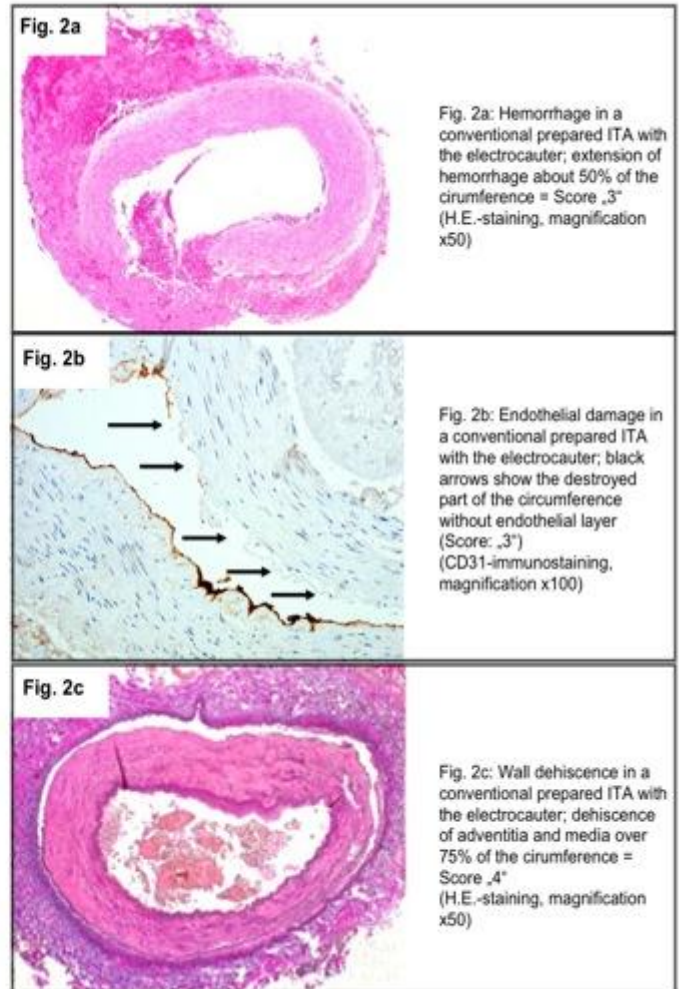 Fig. 2a
Fig. 2a: Hemorrhage in a
conventional prepared ITA with
the electrocauter; extension of
hemorrhage about 50% of the
cirumference = Score „3“
(H.E.-staining, magnification
x50)
Fig. 2b
Fig. 2b: Endothelial damage in
a conventional prepared ITA
with the electrocauter; black
arrows show the destroyed
part of the circumference
without endothelial layer
(Score: „3”)
(CD31-immunostaining,
magnification x100)
Fig. 2c
Fig. 2c: Wall dehiscence in a
conventional prepared ITA with
the electrocauter; dehiscence
of adventitia and media over
75% of the cirumference =
Score „4“
(H.E.-staining, magnification
x50)